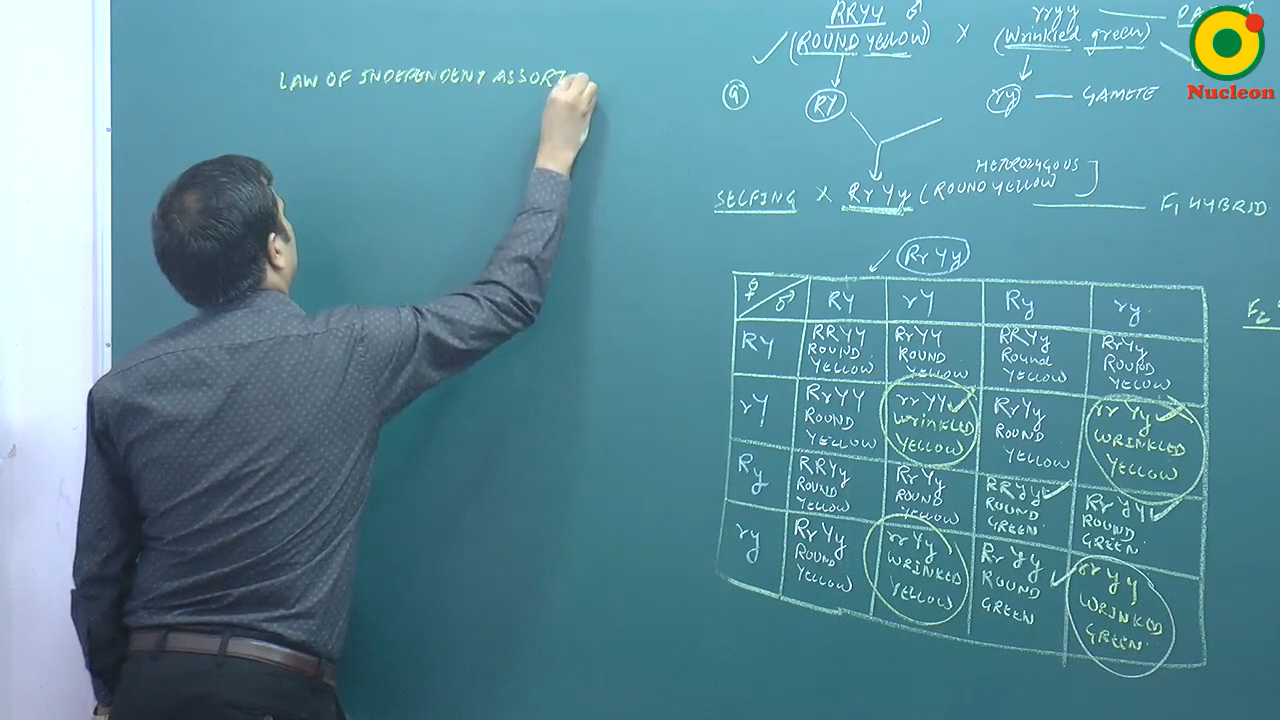 LAW OF INDEPENDENT ASSORT
RRYY ♂ × rryy
(ROUND YELLOW) (Wrinkled green)
RY ry GAMETE
Nucleon
HETEROZYGOUS
SELFING × RrYy (ROUND YELLOW F1 HYBRID
RrYy
♀ ♂ RY rY Ry ry
F2
RY RRYY RrYY RRYy RrYy
ROUND ROUND Round ROUND
YELLOW YELLOW YELLOW YELLOW
rY RrYY rrYY RrYy rrYy
ROUND Wrinkled ROUND WRINKLED
YELLOW YELLOW YELLOW YELLOW
Ry RRYy RrYy RRyy Rryy
ROUND ROUND ROUND ROUND
YELLOW YELLOW GREEN GREEN
ry RrYy rrYy Rryy rryy
ROUND WRINKLED ROUND WRINKLED
YELLOW YELLOW GREEN GREEN